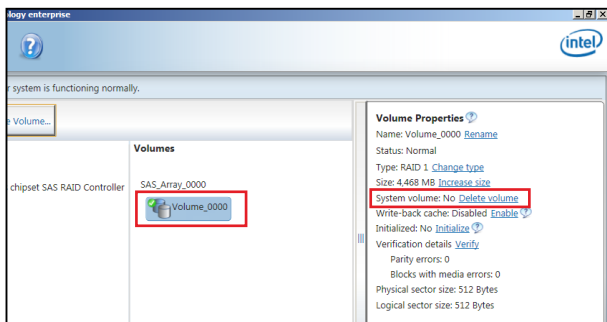 ology enterprise
?
intel
r system is functioning normally.
e Volume...
Volumes
chipset SAS RAID Controller
SAS_Array_0000
Volume_0000
Volume Properties ?
Name: Volume_0000 Rename
Status: Normal
Type: RAID 1 Change type
Size: 4,468 MB Increase size
System volume: No Delete volume
Write-back cache: Disabled Enable ?
Initialized: No Initialize ?
Verification details Verify
Parity errors: 0
Blocks with media errors: 0
Physical sector size: 512 Bytes
Logical sector size: 512 Bytes